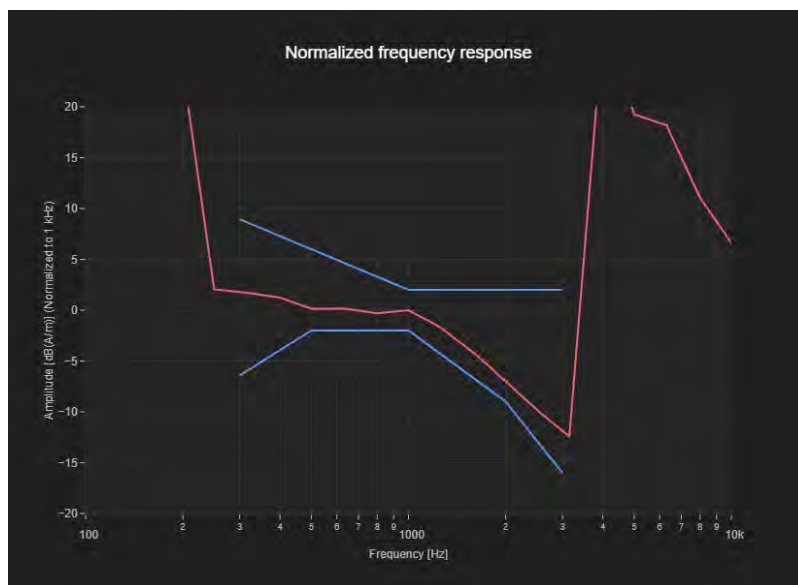 Normalized frequency response
Amplitude [dB(A/m)] (Normalized to 1 kHz)
20
15
10
5
0
−5
−10
−15
−20
100 2 3 4 5 6 7 8 9 1000 2 3 4 5 6 7 8 9 10k
Frequency [Hz]